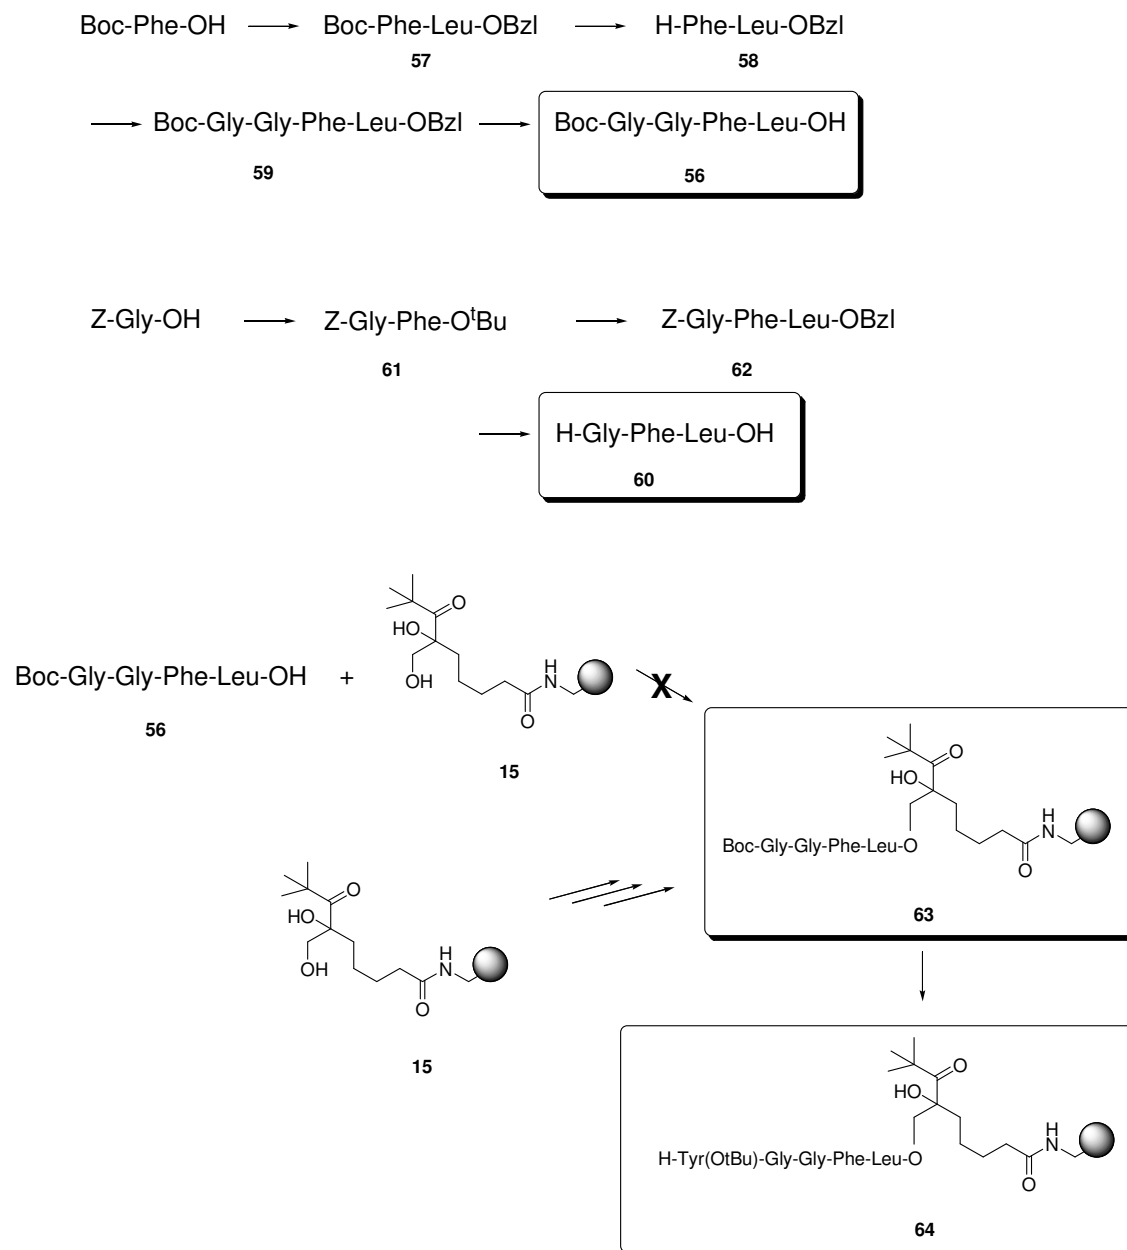 Boc-Phe-OH Boc-Phe-Leu-OBzl H-Phe-Leu-OBzl
57 58
Boc-Gly-Gly-Phe-Leu-OBzl Boc-Gly-Gly-Phe-Leu-OH
59 56
Z-Gly-OH Z-Gly-Phe-OtBu Z-Gly-Phe-Leu-OBzl
61 62
H-Gly-Phe-Leu-OH
60
O
HO
Boc-Gly-Gly-Phe-Leu-OH + OH H N X
O
56 15
O
HO
H N
Boc-Gly-Gly-Phe-Leu-O
O
63
O
HO
OH H N
O
15
O
HO
H N
H-Tyr(OtBu)-Gly-Gly-Phe-Leu-O
O
64